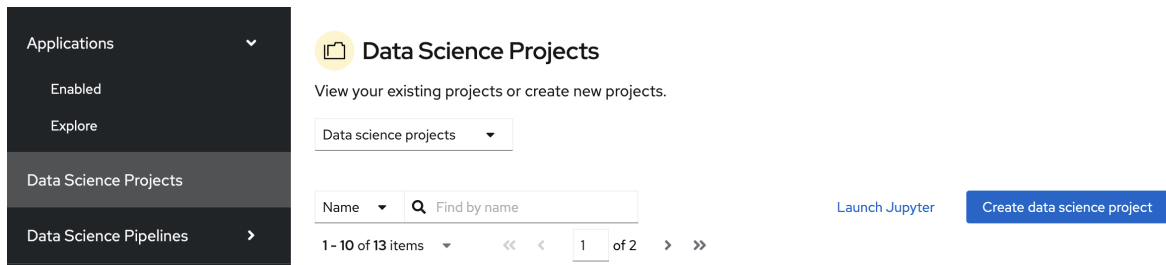 Applications
Enabled
Explore
Data Science Projects
Data Science Pipelines
Data Science Projects
View your existing projects or create new projects.
Data science projects
Name
Find by name
Launch Jupyter
Create data science project
1 - 10 of 13 items
1 of 2